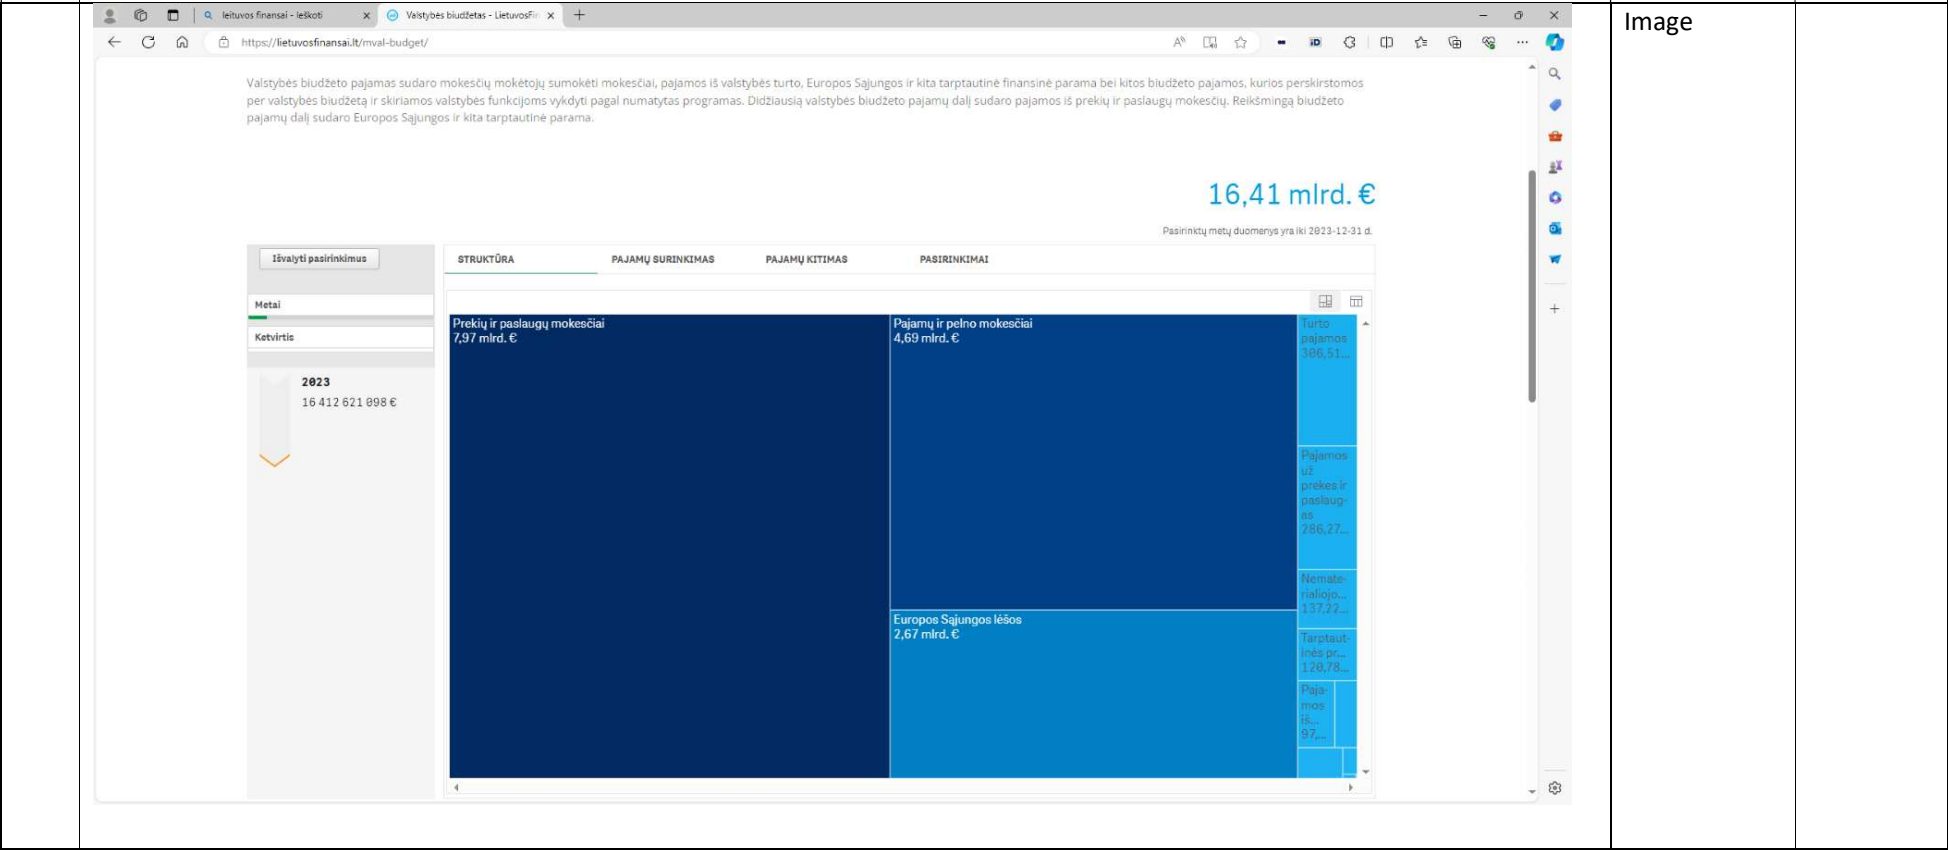 leituvos finansai - Ieškoti
Valstybės biudžetas - LietuvosFin
Image
https://lietuvosfinansai.lt/mval-budget/
Valstybės biudžeto pajamas sudaro mokesčių mokėtojų sumokėti mokesčiai, pajamos iš valstybės turto, Europos Sąjungos ir kita tarptautinė finansinė parama bei kitos biudžeto pajamos, kurios perskirstomos
per valstybės biudžetą ir skiriamos valstybės funkcijoms vykdyti pagal numatytas programas. Didžiausią valstybės biudžeto pajamų dalį sudaro pajamos iš prekių ir paslaugų mokesčių. Reikšmingą biudžeto
pajamų dalį sudaro Europos Sąjungos ir kita tarptautinė parama.
16,41 mlrd. €
Pasirinktų metų duomenys yra iki 2023-12-31 d.
Išvalyti pasirinkimus
STRUKTŪRA
PAJAMŲ SURINKIMAS
PAJAMŲ KITIMAS
PASIRINKIMAI
Metai
Ketvirtis
2023
16 412 621 098 €
Prekių ir paslaugų mokesčiai
7,97 mlrd. €
Pajamų ir pelno mokesčiai
4,69 mlrd. €
Europos Sąjungos lėšos
2,67 mlrd. €
Turto
pajamos
306,51...
Pajamos
už
prekes ir
paslaug-
as
286,27...
Nemate-
rialiojo...
137,22...
Tarptaut-
inės pr...
120,78...
Paja-
mos
iš...
97,...